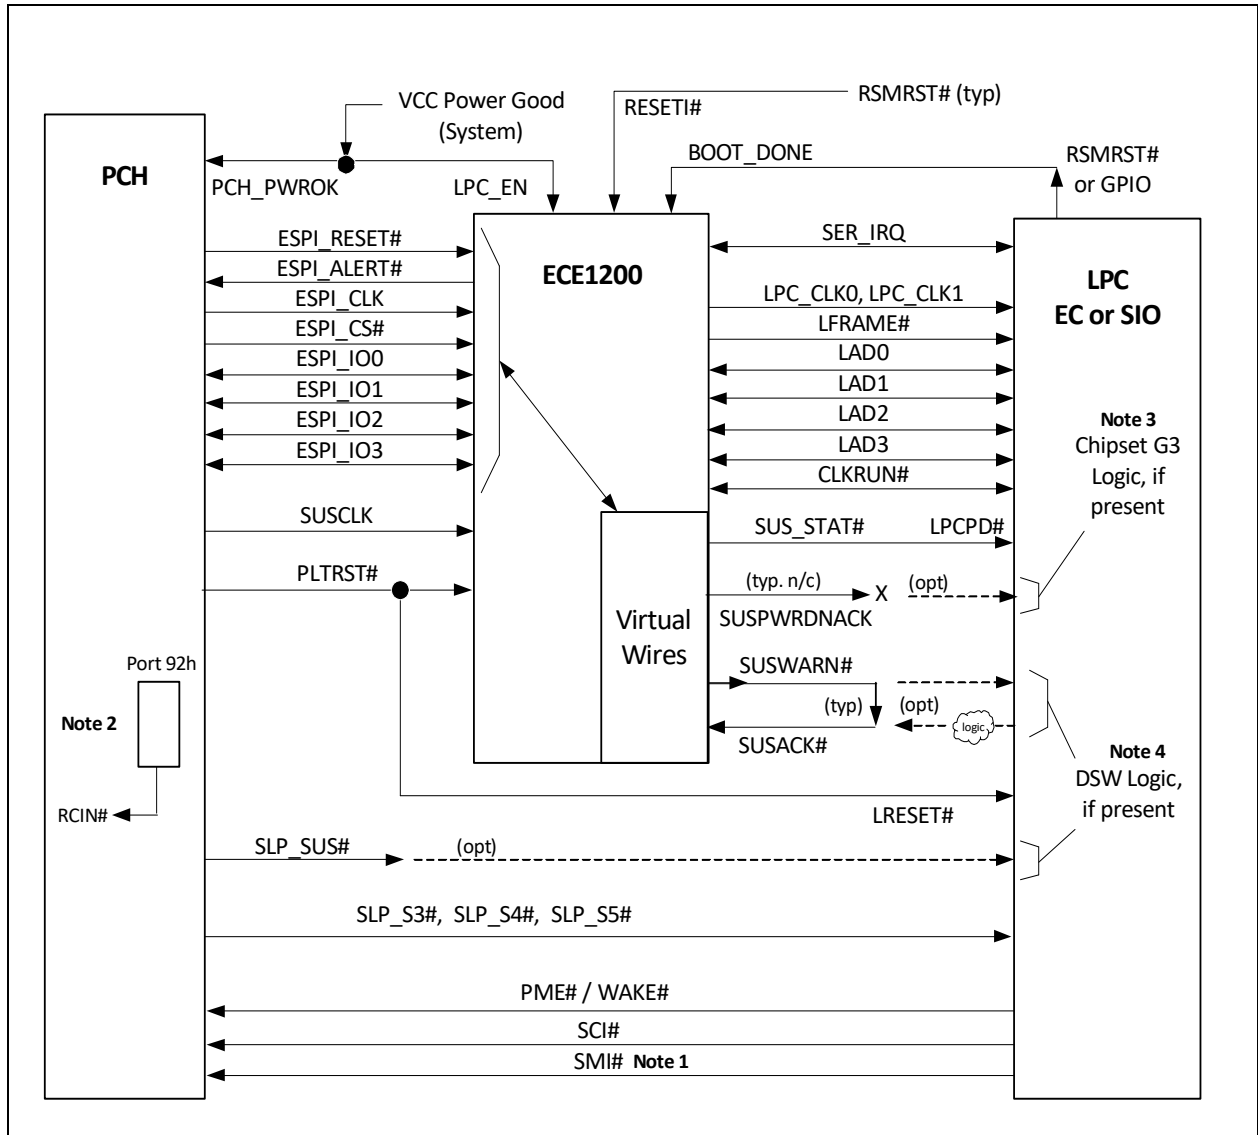 VCC Power Good
(System)
RSMRST# (typ)
RESETI#
BOOT_DONE
RSMRST#
or GPIO
PCH
PCH_PWROK
LPC_EN
ESPI_RESET#
ESPI_ALERT#
ESPI_CLK
ESPI_CS#
ESPI_IO0
ESPI_IO1
ESPI_IO2
ESPI_IO3
SUSCLK
PLTRST#
ECE1200
Virtual
Wires
SER_IRQ
LPC_CLK0, LPC_CLK1
LFRAME#
LAD0
LAD1
LAD2
LAD3
CLKRUN#
SUS_STAT# LPCPD#
(typ. n/c) X (opt)
SUSPWRDNACK
SUSWARN#
(typ) (opt)
logic
SUSACK#
LRESET#
LPC
EC or SIO
Note 3
Chipset G3
Logic, if
present
Note 4
DSW Logic,
if present
Port 92h
Note 2
RCIN#
SLP_SUS# (opt)
SLP_S3#, SLP_S4#, SLP_S5#
PME# / WAKE#
SCI#
SMI# Note 1